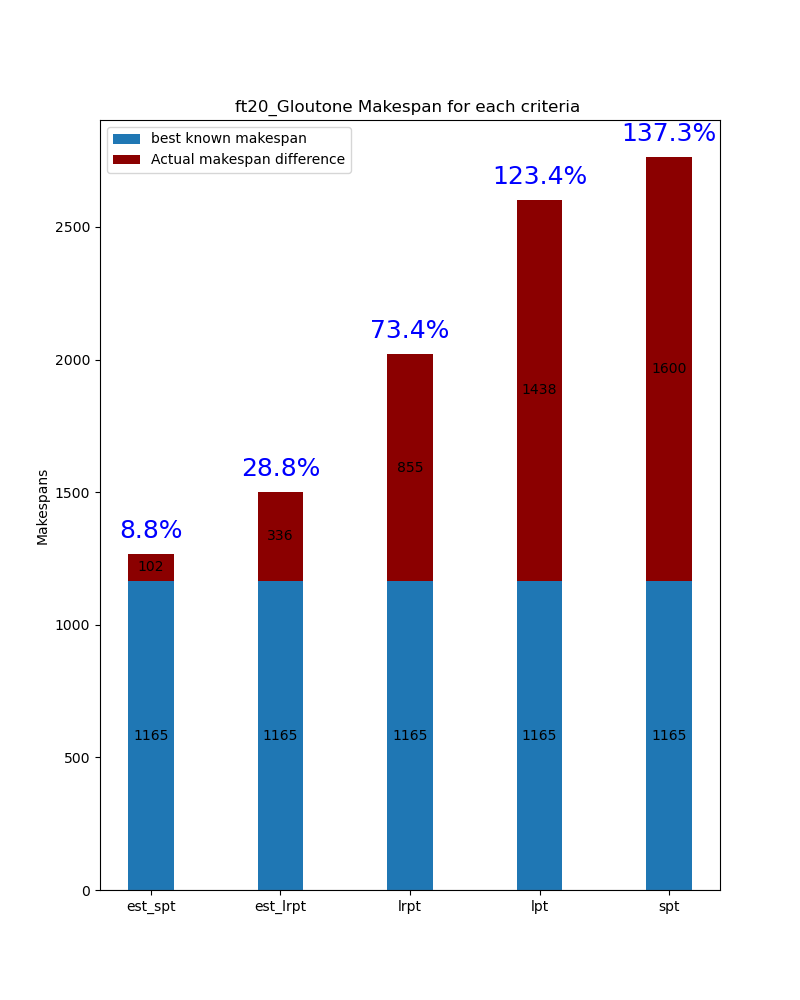 ft20_Gloutone Makespan for each criteria
best known makespan
Actual makespan difference
137.3%
123.4%
73.4%
28.8%
8.8%
2500
2000
1500
1000
500
0
Makespans
1600
1438
855
336
102
1165 1165 1165 1165 1165
est_spt est_lrpt lrpt lpt spt